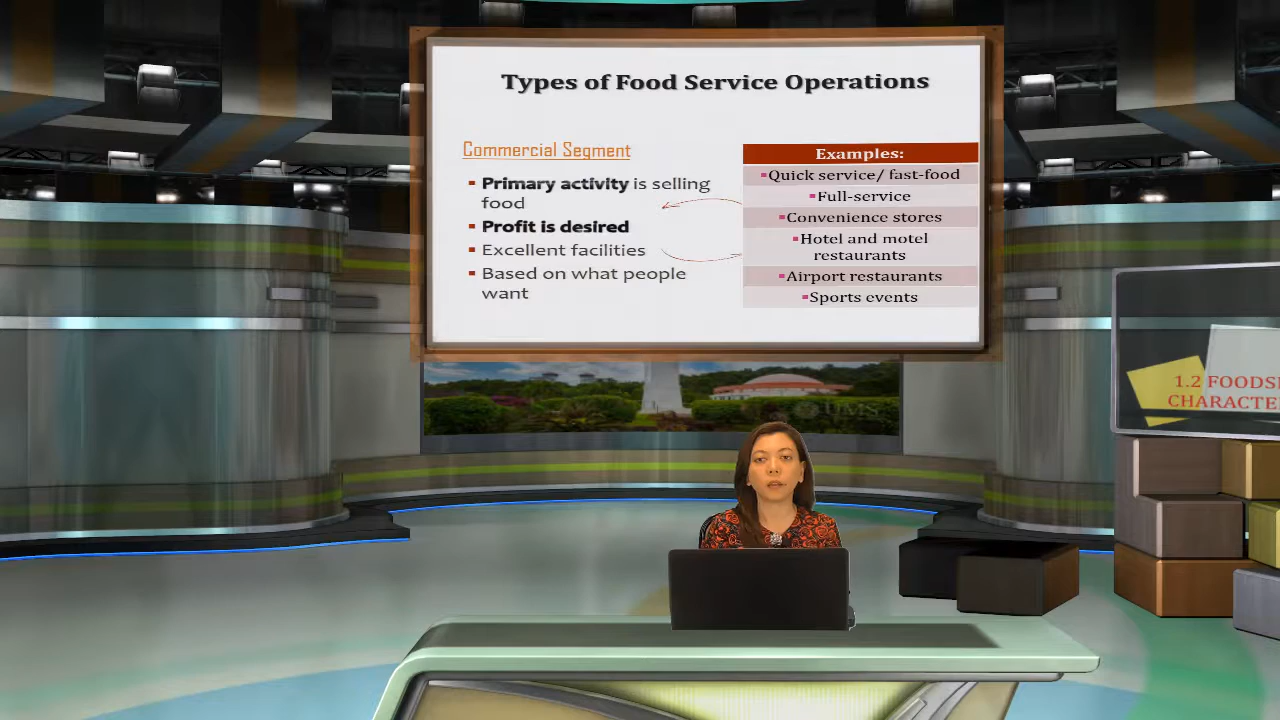 Types of Food Service Operations
Commercial Segment
▪ Primary activity is selling
food
▪ Profit is desired
▪ Excellent facilities
▪ Based on what people
want
Examples:
▪Quick service/ fast-food
▪Full-service
▪Convenience stores
▪Hotel and motel
restaurants
▪Airport restaurants
▪Sports events
UMS
1.2